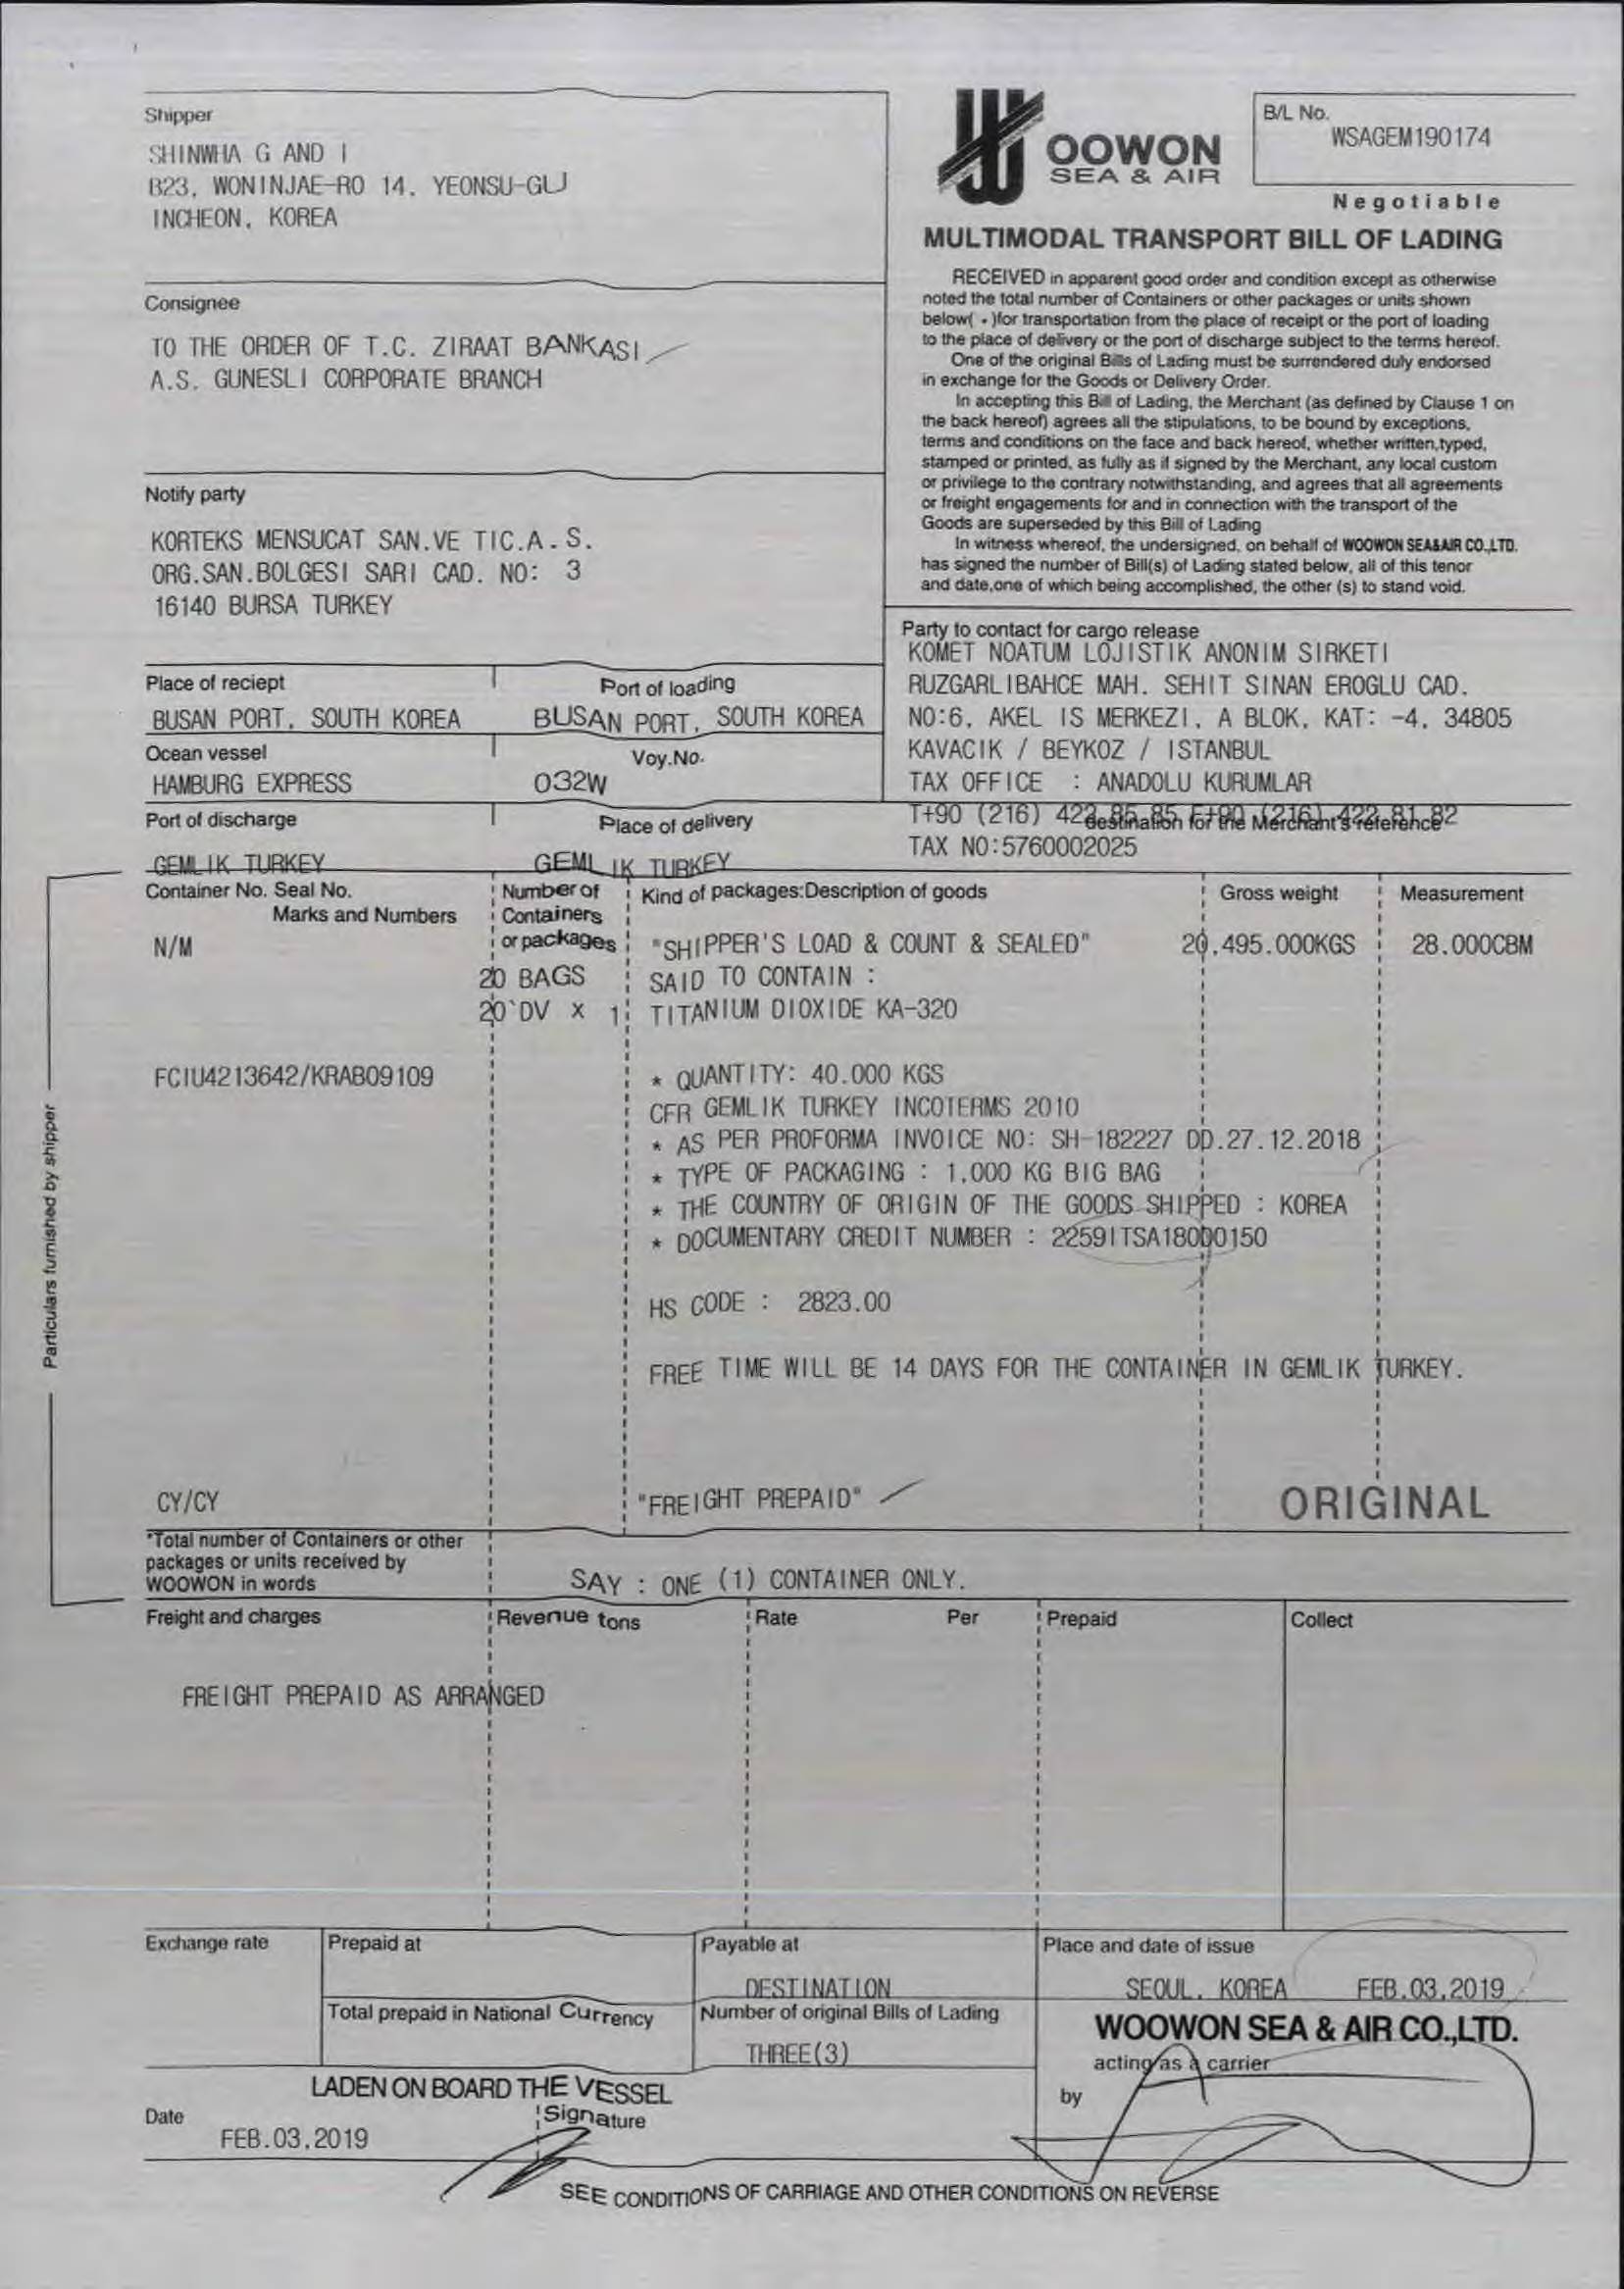 Shipper
SHINWHA G AND I
B23, WONINJAE-RO 14, YEONSU-GU
INCHEON, KOREA
WOOWON
SEA & AIR
B/L No.
WSAGEM190174
Negotiable
MULTIMODAL TRANSPORT BILL OF LADING
RECEIVED in apparent good order and condition except as otherwise
noted the total number of Containers or other packages or units shown
below( * )for transportation from the place of receipt or the port of loading
to the place of delivery or the port of discharge subject to the terms hereof.
One of the original Bills of Lading must be surrendered duly endorsed
in exchange for the Goods or Delivery Order.
In accepting this Bill of Lading, the Merchant (as defined by Clause 1 on
the back hereof) agrees all the stipulations, to be bound by exceptions,
terms and conditions on the face and back hereof, whether written,typed,
stamped or printed, as fully as if signed by the Merchant, any local custom
or privilege to the contrary notwithstanding, and agrees that all agreements
or freight engagements for and in connection with the transport of the
Goods are superseded by this Bill of Lading
In witness whereof, the undersigned, on behalf of WOOWON SEA&AIR CO.,LTD.
has signed the number of Bill(s) of Lading stated below, all of this tenor
and date,one of which being accomplished, the other (s) to stand void.
Consignee
TO THE ORDER OF T.C. ZIRAAT BANKASI
A.S. GUNESLI CORPORATE BRANCH
Notify party
KORTEKS MENSUCAT SAN.VE TIC.A.S.
ORG.SAN.BOLGESI SARI CAD. NO: 3
16140 BURSA TURKEY
Party to contact for cargo release
KOMET NOATUM LOJISTIK ANONIM SIRKETI
RUZGARLIBAHCE MAH. SEHIT SINAN EROGLU CAD.
NO:6, AKEL IS MERKEZI, A BLOK, KAT: -4, 34805
KAVACIK / BEYKOZ / ISTANBUL
TAX OFFICE : ANADOLU KURUMLAR
T+90 (216) 422 85 85 F+90 (216) 422 81 82
destination for the Merchant's reference
TAX NO:5760002025
Place of reciept Port of loading
BUSAN PORT, SOUTH KOREA BUSAN PORT, SOUTH KOREA
Ocean vessel Voy.No.
HAMBURG EXPRESS 032W
Port of discharge Place of delivery
GEMLIK TURKEY GEMLIK TURKEY
Container No. Seal No. Number of Kind of packages:Description of goods Gross weight Measurement
Marks and Numbers Containers
or packages
N/M "SHIPPER'S LOAD & COUNT & SEALED" 20.495.000KGS 28.000CBM
20 BAGS SAID TO CONTAIN :
20`DV X 1 TITANIUM DIOXIDE KA-320
FCIU4213642/KRAB09109 * QUANTITY: 40.000 KGS
CFR GEMLIK TURKEY INCOTERMS 2010
* AS PER PROFORMA INVOICE NO: SH-182227 DD.27.12.2018
* TYPE OF PACKAGING : 1.000 KG BIG BAG
* THE COUNTRY OF ORIGIN OF THE GOODS SHIPPED : KOREA
* DOCUMENTARY CREDIT NUMBER : 2259ITSA18000150
HS CODE : 2823.00
FREE TIME WILL BE 14 DAYS FOR THE CONTAINER IN GEMLIK TURKEY.
CY/CY "FREIGHT PREPAID" ORIGINAL
Particulars furnished by shipper
*Total number of Containers or other
packages or units received by
WOOWON in words SAY : ONE (1) CONTAINER ONLY.
Freight and charges Revenue tons Rate Per Prepaid Collect
FREIGHT PREPAID AS ARRANGED
Exchange rate Prepaid at Payable at Place and date of issue
DESTINATION SEOUL, KOREA FEB.03,2019
Total prepaid in National Currency Number of original Bills of Lading
THREE(3)
WOOWON SEA & AIR CO.,LTD.
acting as a carrier
by
LADEN ON BOARD THE VESSEL
Date Signature
FEB.03,2019
SEE CONDITIONS OF CARRIAGE AND OTHER CONDITIONS ON REVERSE